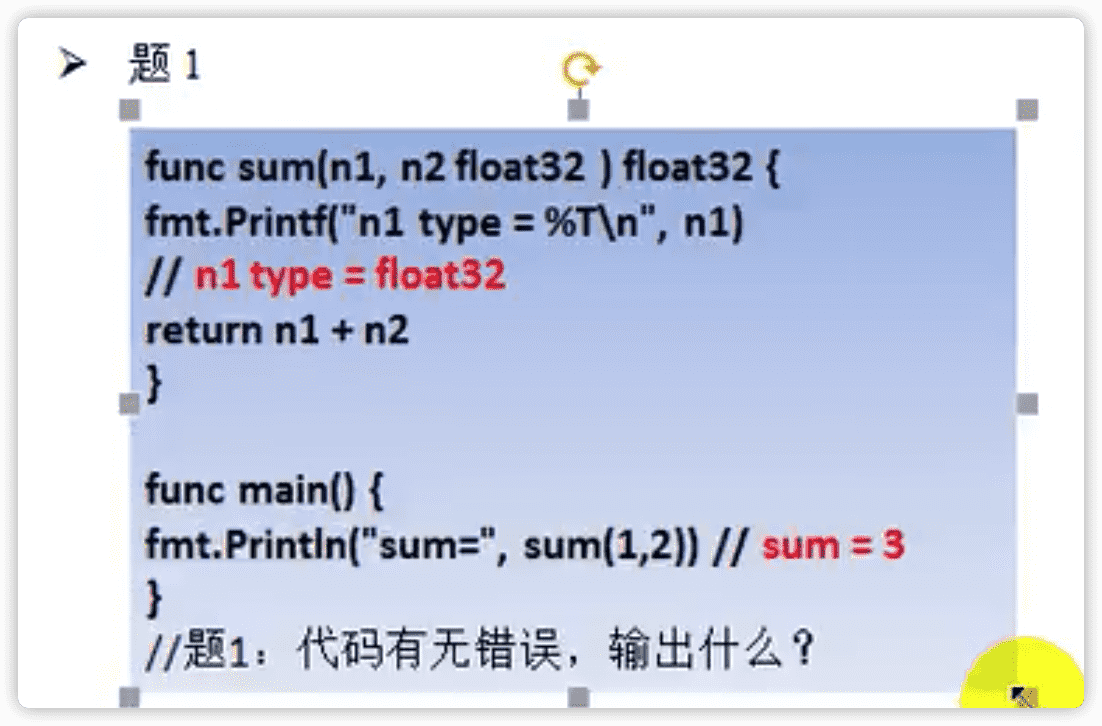 ➢ 题 1
func sum(n1, n2 float32 ) float32 {
fmt.Printf("n1 type = %T\n", n1)
// n1 type = float32
return n1 + n2
}
func main() {
fmt.Println("sum=", sum(1,2)) // sum = 3
}
//题1：代码有无错误，输出什么？